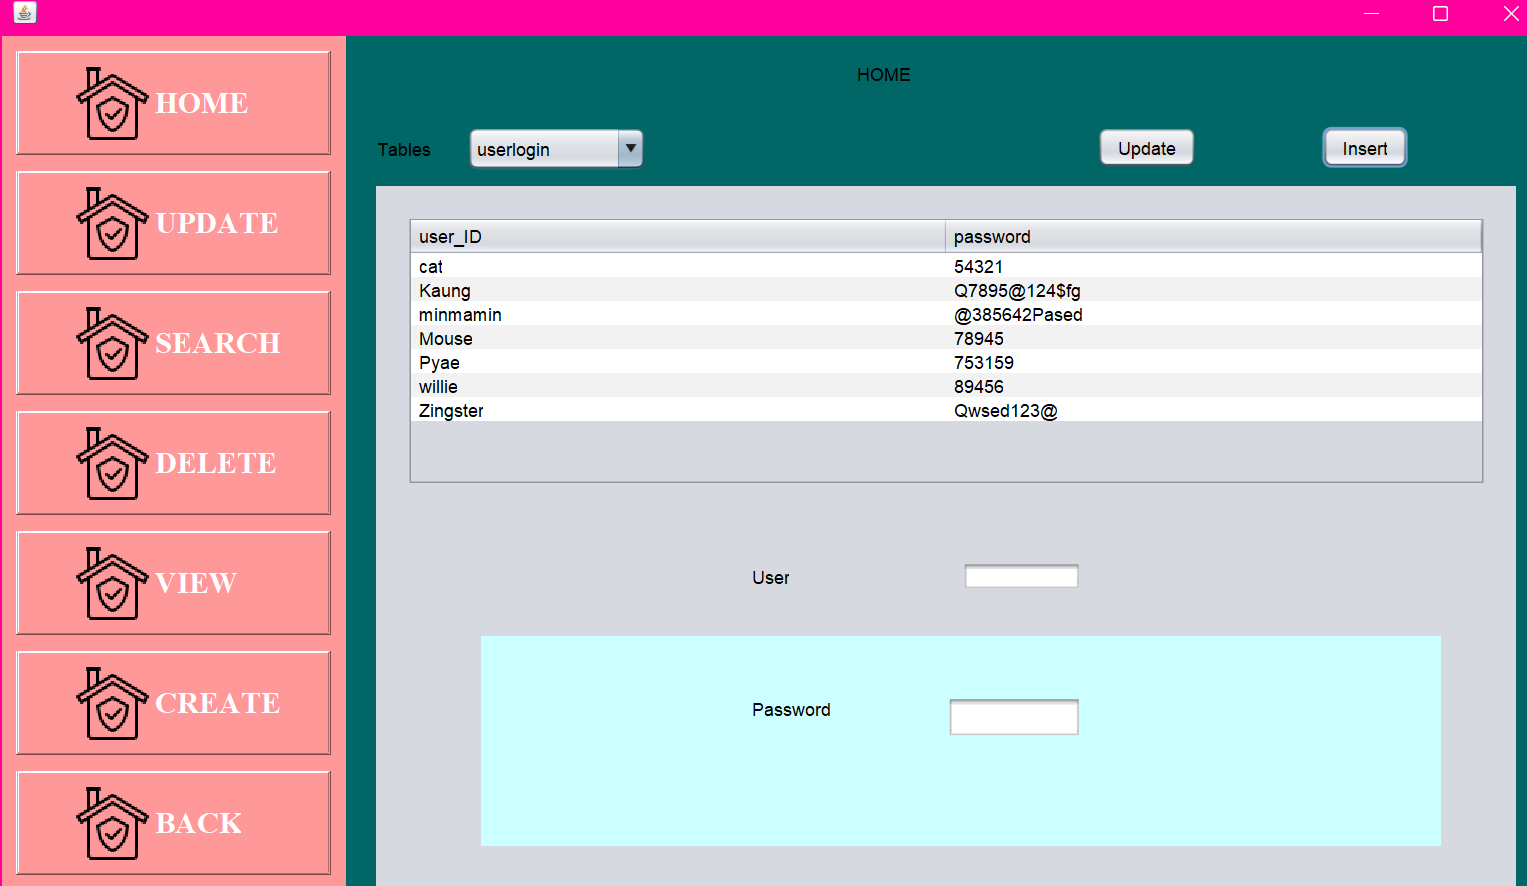 HOME
UPDATE
SEARCH
DELETE
VIEW
CREATE
BACK
HOME
Tables userlogin Update Insert
user_ID password
cat 54321
Kaung Q7895@124$fg
minmamin @385642Pased
Mouse 78945
Pyae 753159
willie 89456
Zingster Qwsed123@
User
Password